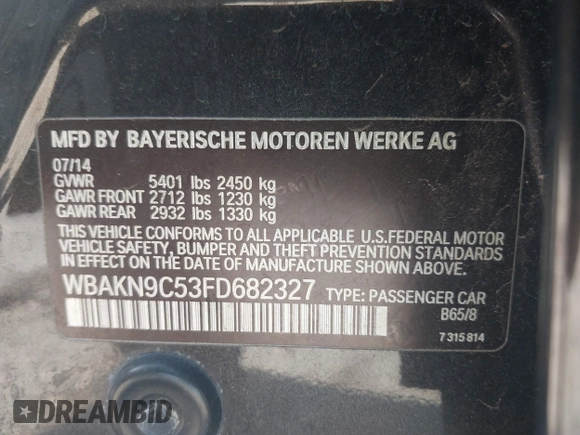 MFD BY BAYERISCHE MOTOREN WERKE AG
07/14
GVWR 5401 lbs 2450 kg
GAWR FRONT 2712 lbs 1230 kg
GAWR REAR 2932 lbs 1330 kg
THIS VEHICLE CONFORMS TO ALL APPLICABLE U.S.FEDERAL MOTOR
VEHICLE SAFETY, BUMPER AND THEFT PREVENTION STANDARDS
IN EFFECT ON THE DATE OF MANUFACTURE SHOWN ABOVE.
WBAKN9C53FD682327 TYPE: PASSENGER CAR
B65/8
7 315 814
DREAMBID